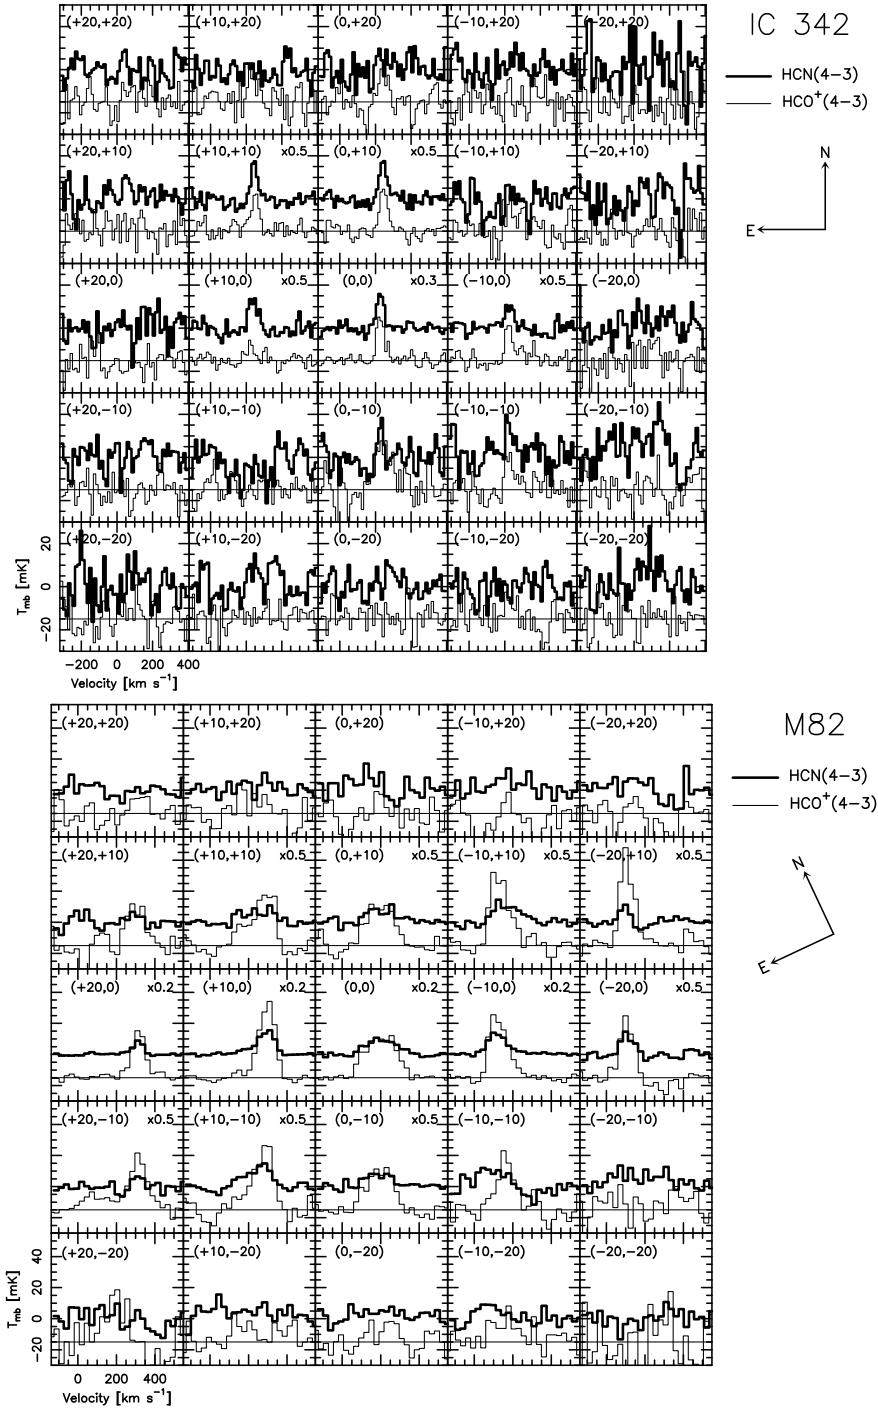 IC 342
HCN(4−3)
HCO⁺(4−3)
N
E
(+20,+20) (+10,+20) (0,+20) (−10,+20) (−20,+20)
(+20,+10) (+10,+10) x0.5 (0,+10) x0.5 (−10,+10) (−20,+10)
(+20,0) (+10,0) x0.5 (0,0) x0.3 (−10,0) x0.5 (−20,0)
(+20,−10) (+10,−10) (0,−10) (−10,−10) (−20,−10)
(+20,−20) (+10,−20) (0,−20) (−10,−20) (−20,−20)
20
0
−20
Tmb [mK]
−200 0 200 400
Velocity [km s⁻¹]
M82
HCN(4−3)
HCO⁺(4−3)
N
E
(+20,+20) (+10,+20) (0,+20) (−10,+20) (−20,+20)
(+20,+10) (+10,+10) x0.5 (0,+10) x0.5 (−10,+10) x0.5 (−20,+10) x0.5
(+20,0) x0.2 (+10,0) x0.2 (0,0) x0.2 (−10,0) x0.2 (−20,0) x0.5
(+20,−10) x0.5 (+10,−10) x0.5 (0,−10) x0.5 (−10,−10) (−20,−10)
(+20,−20) (+10,−20) (0,−20) (−10,−20) (−20,−20)
40
20
0
−20
Tmb [mK]
0 200 400
Velocity [km s⁻¹]